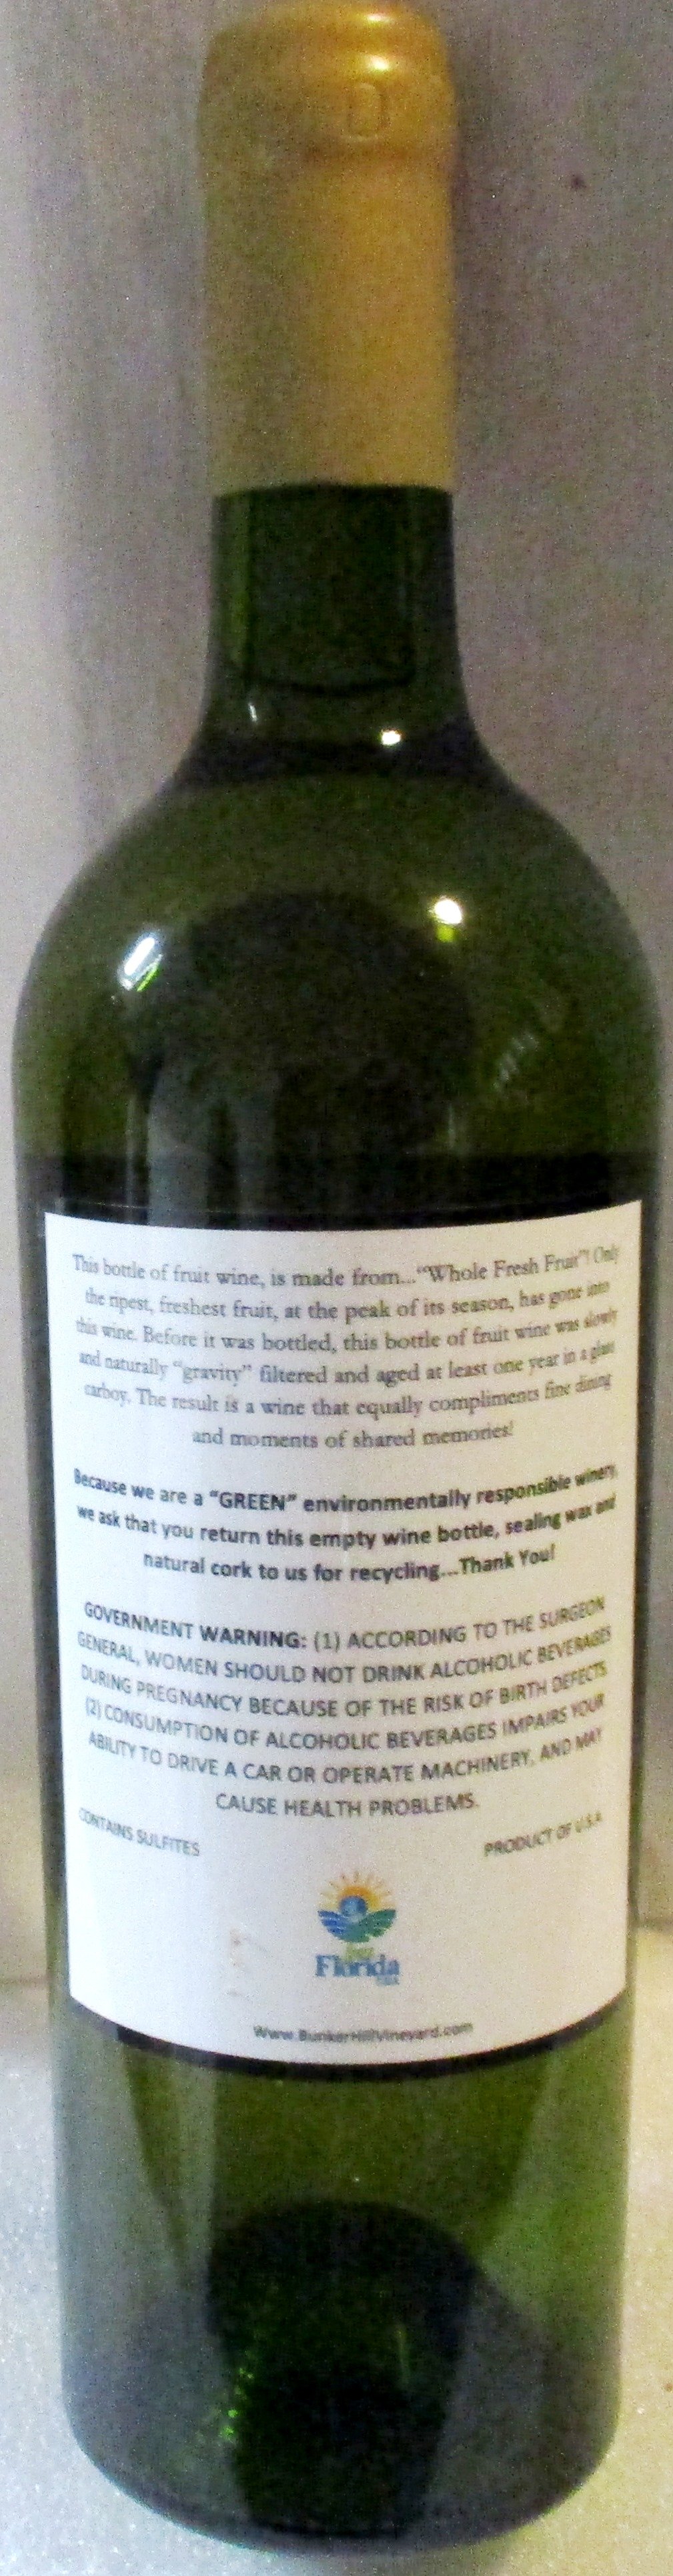 This bottle of fruit wine, is made from..."Whole Fresh Fruit"! Only
the ripest, freshest fruit, at the peak of its season, has gone into
this wine. Before it was bottled, this bottle of fruit wine was slowly
and naturally "gravity" filtered and aged at least one year in a glass
carboy. The result is a wine that equally compliments fine dining
and moments of shared memories!
Because we are a "GREEN" environmentally responsible winery,
we ask that you return this empty wine bottle, sealing wax and
natural cork to us for recycling...Thank You!
GOVERNMENT WARNING: (1) ACCORDING TO THE SURGEON
GENERAL, WOMEN SHOULD NOT DRINK ALCOHOLIC BEVERAGES
DURING PREGNANCY BECAUSE OF THE RISK OF BIRTH DEFECTS
(2) CONSUMPTION OF ALCOHOLIC BEVERAGES IMPAIRS YOUR
ABILITY TO DRIVE A CAR OR OPERATE MACHINERY, AND MAY
CAUSE HEALTH PROBLEMS.
CONTAINS SULFITES
PRODUCT OF U.S.A
Florida
Www.BunkerHillVineyard.com